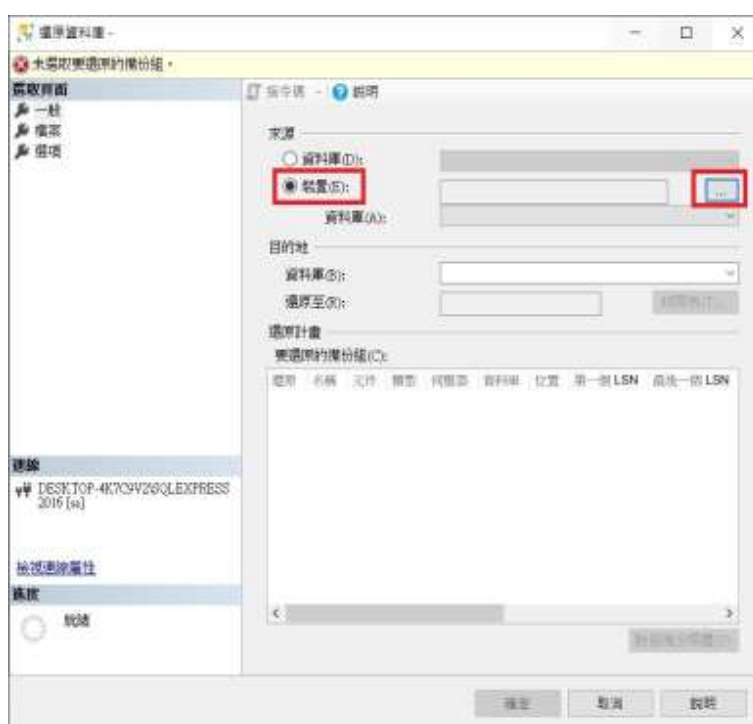 還原資料庫 -
未選取要還原的備份組。
選取頁面
一般
檔案
選項
指令碼
說明
來源
資料庫(D):
裝置(E):
...
資料庫(A):
目的地
資料庫(B):
還原至(R):
還原計畫
要還原的備份組(C):
還原 名稱 元件 類型 伺服器 資料庫 位置 第一個 LSN 最後一個 LSN
連線
DESKTOP-4K7C9V2\SQLEXPRESS
2016 [sa]
檢視連線屬性
進度
就緒
確定
取消
說明